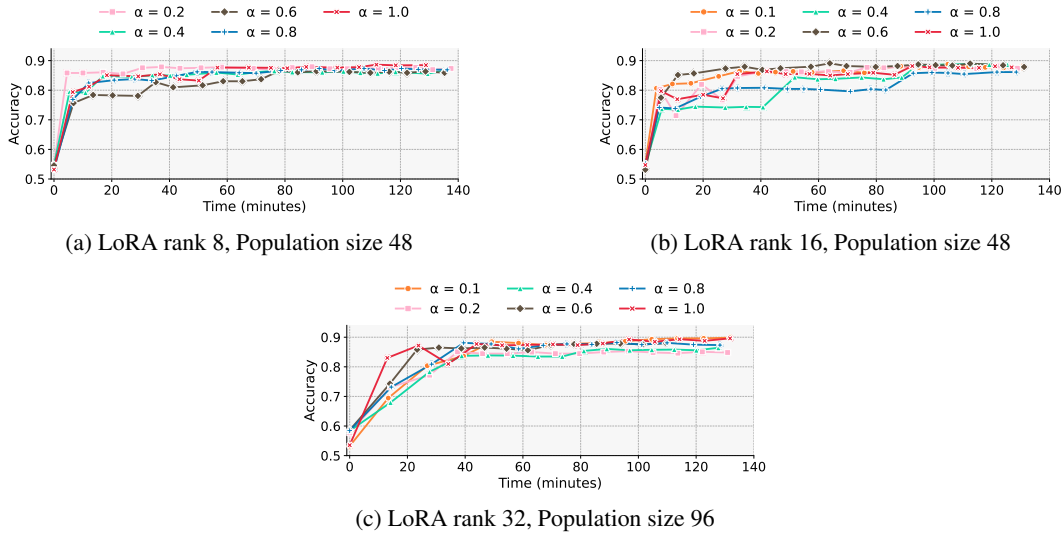 α = 0.2 α = 0.6 α = 1.0
α = 0.4 α = 0.8
0.9
0.8
0.7
0.6
0.5
Accuracy
0 20 40 60 80 100 120 140
Time (minutes)
(a) LoRA rank 8, Population size 48
α = 0.1 α = 0.4 α = 0.8
α = 0.2 α = 0.6 α = 1.0
0.9
0.8
0.7
0.6
0.5
Accuracy
0 20 40 60 80 100 120 140
Time (minutes)
(b) LoRA rank 16, Population size 48
α = 0.1 α = 0.4 α = 0.8
α = 0.2 α = 0.6 α = 1.0
0.9
0.8
0.7
0.6
0.5
Accuracy
0 20 40 60 80 100 120 140
Time (minutes)
(c) LoRA rank 32, Population size 96